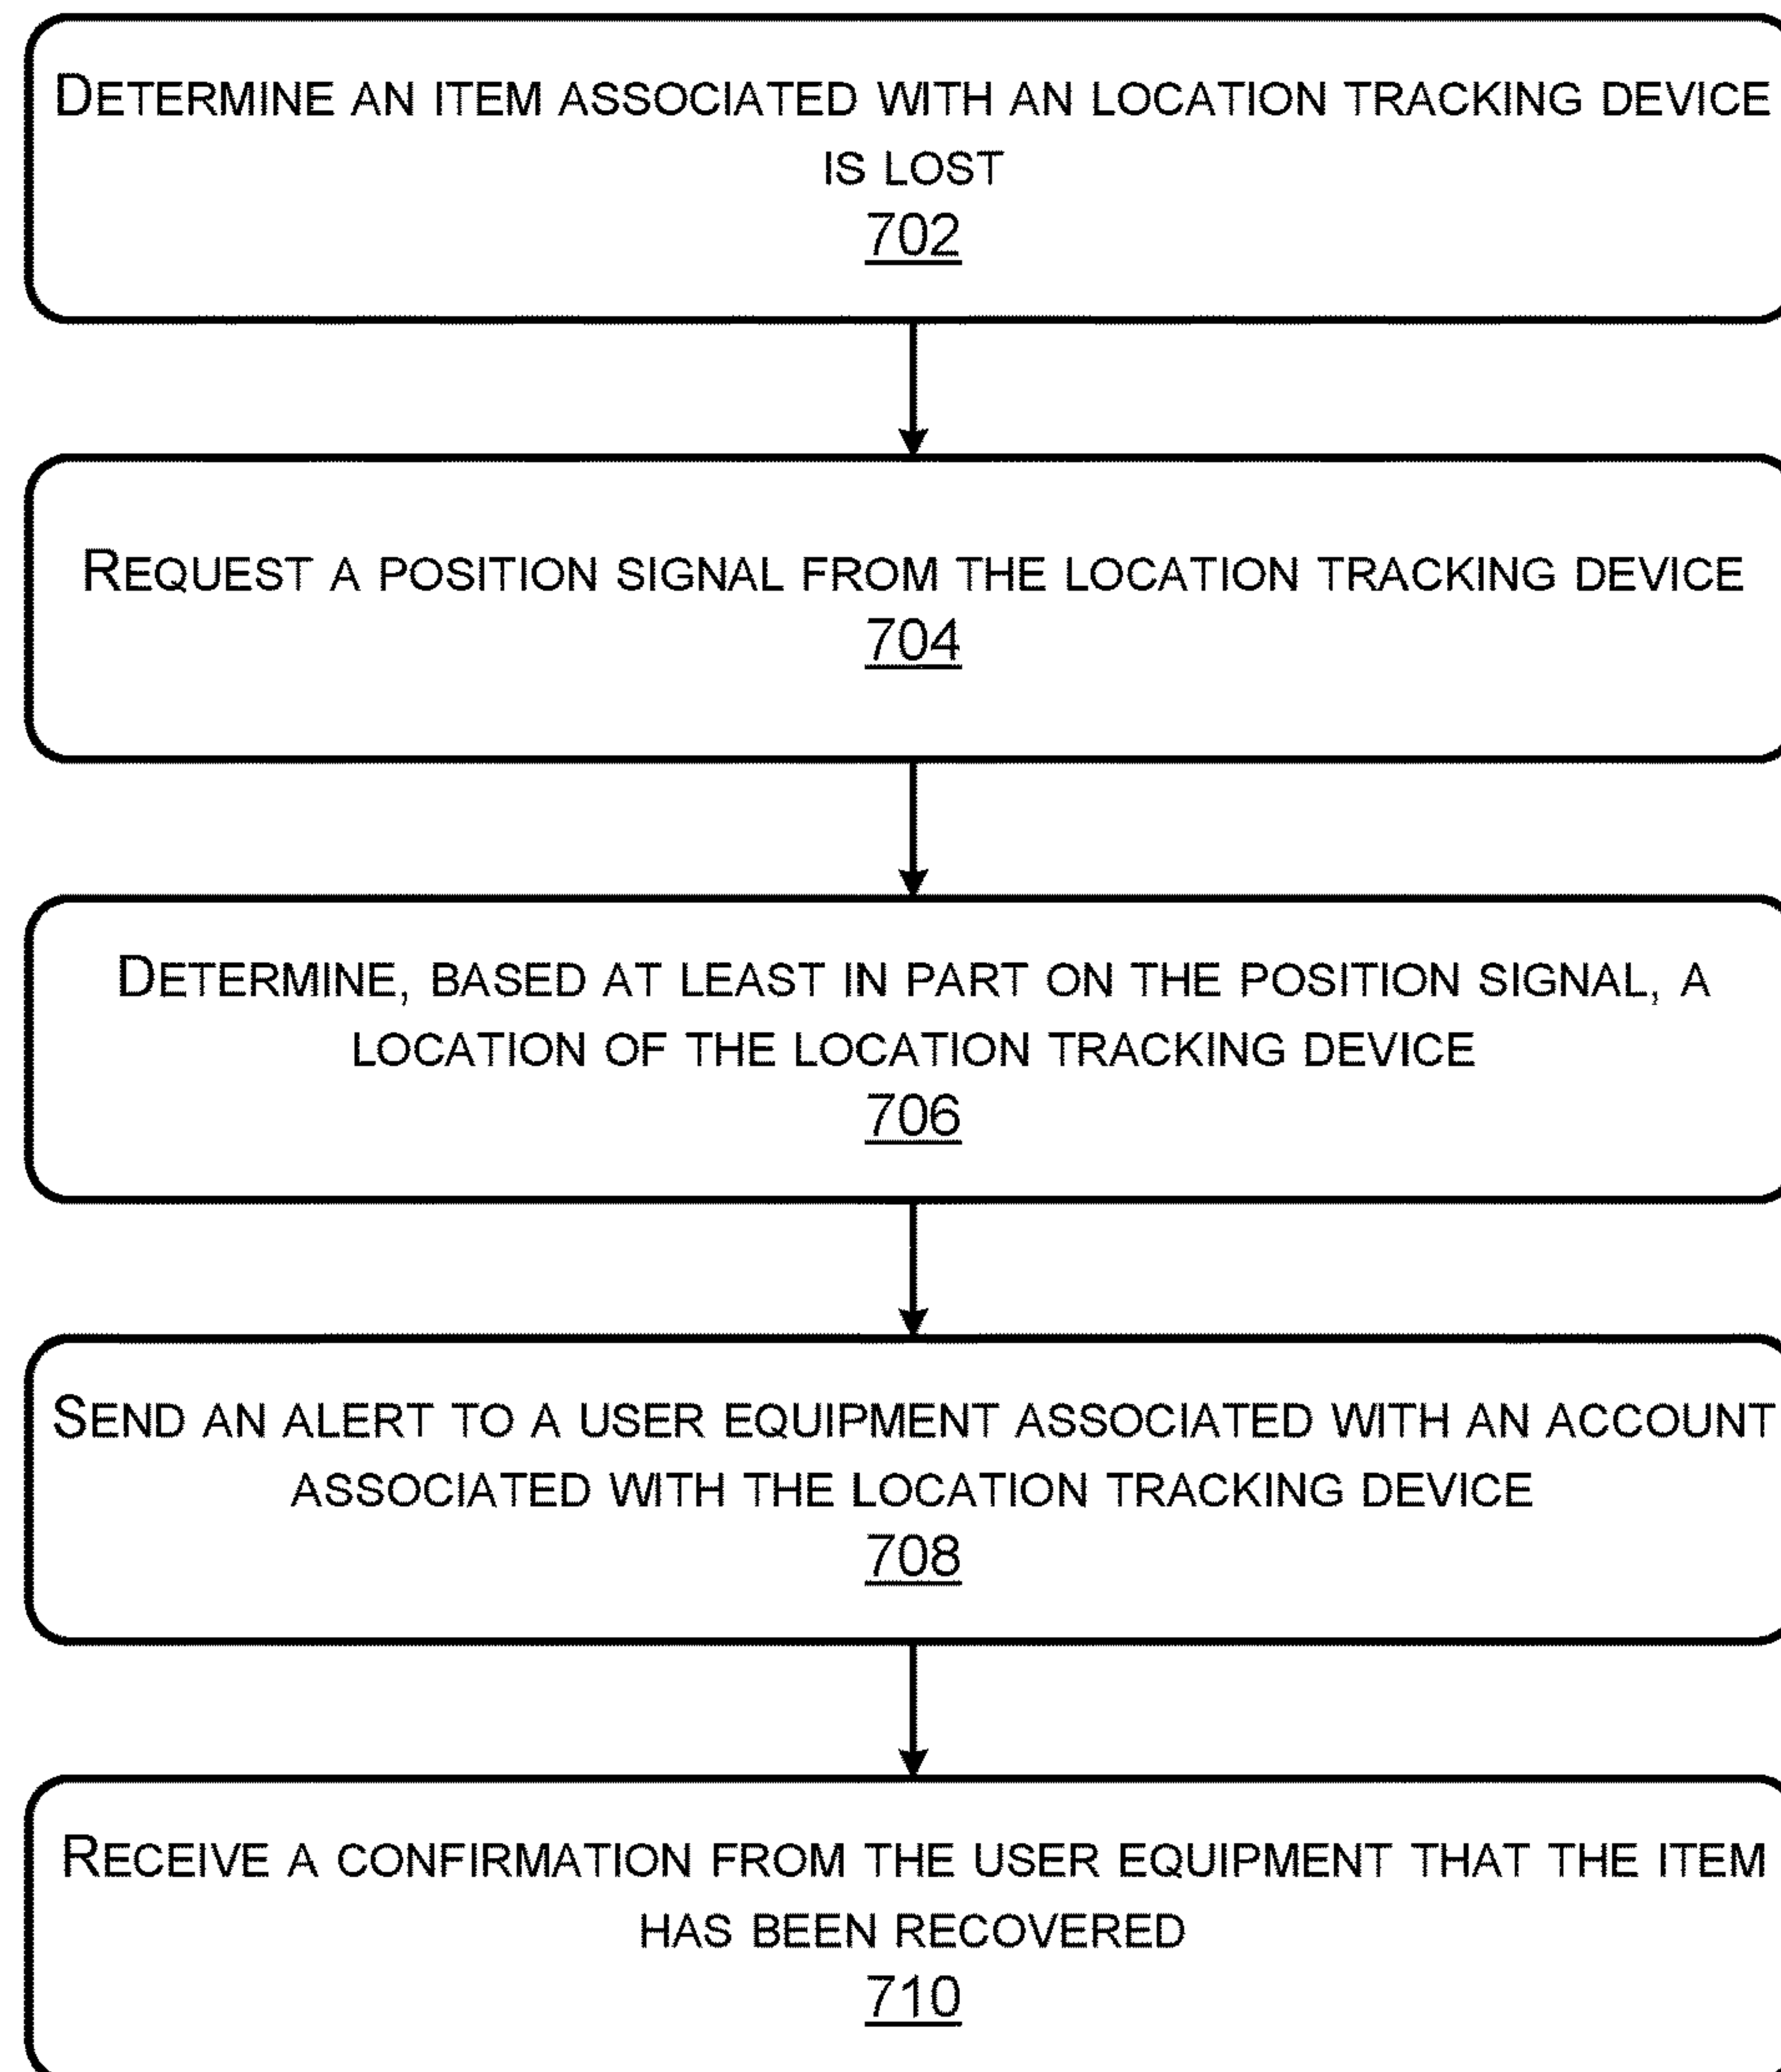 DETERMINE AN ITEM ASSOCIATED WITH AN LOCATION TRACKING DEVICE
IS LOST
702
REQUEST A POSITION SIGNAL FROM THE LOCATION TRACKING DEVICE
704
DETERMINE, BASED AT LEAST IN PART ON THE POSITION SIGNAL, A
LOCATION OF THE LOCATION TRACKING DEVICE
706
SEND AN ALERT TO A USER EQUIPMENT ASSOCIATED WITH AN ACCOUNT
ASSOCIATED WITH THE LOCATION TRACKING DEVICE
708
RECEIVE A CONFIRMATION FROM THE USER EQUIPMENT THAT THE ITEM
HAS BEEN RECOVERED
710